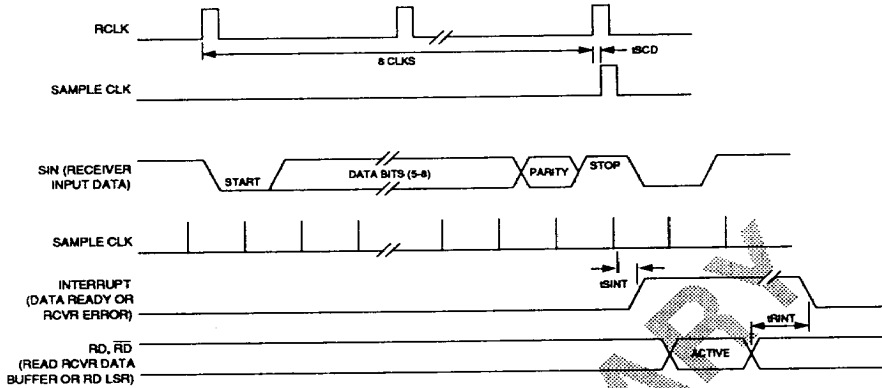 RCLK
8 CLKS
tSCD
SAMPLE CLK
SIN (RECEIVER
INPUT DATA)
START
DATA BITS (5-8)
PARITY
STOP
SAMPLE CLK
tSINT
INTERRUPT
(DATA READY OR
RCVR ERROR)
tRINT
RD, RD
(READ RCVR DATA
BUFFER OR RD LSR)
ACTIVE